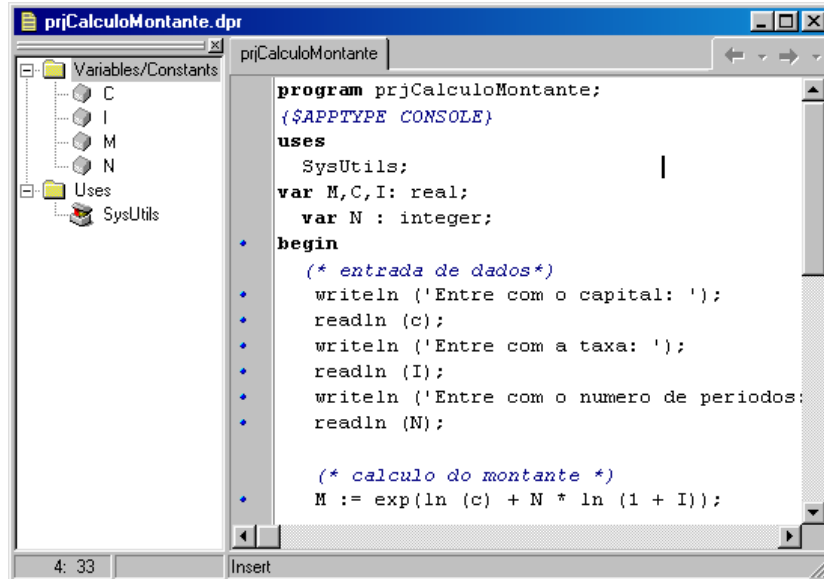 prjCalculoMontante.dpr
Variables/Constants
C
I
M
N
Uses
SysUtils
prjCalculoMontante
program prjCalculoMontante;
{$APPTYPE CONSOLE}
uses
SysUtils;
var M,C,I: real;
var N : integer;
begin
(* entrada de dados*)
writeln ('Entre com o capital: ');
readln (c);
writeln ('Entre com a taxa: ');
readln (I);
writeln ('Entre com o numero de periodos:
readln (N);
(* calculo do montante *)
M := exp(ln (c) + N * ln (1 + I));
4: 33
Insert